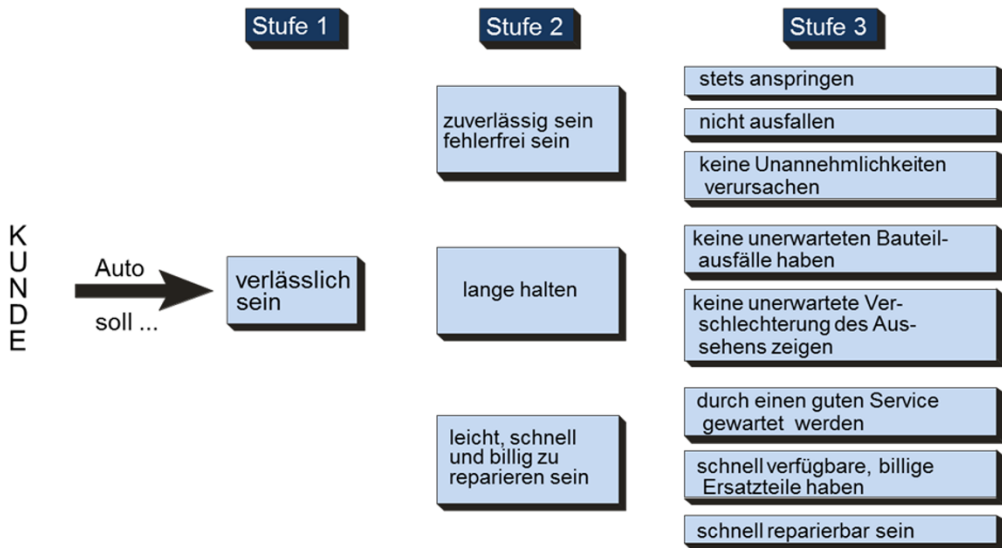 Stufe 1
Stufe 2
Stufe 3
KUNDE
Auto
soll ...
verlässlich
sein
zuverlässig sein
fehlerfrei sein
lange halten
leicht, schnell
und billig zu
reparieren sein
stets anspringen
nicht ausfallen
keine Unannehmlichkeiten
verursachen
keine unerwarteten Bauteil-
ausfälle haben
keine unerwartete Ver-
schlechterung des Aus-
sehens zeigen
durch einen guten Service
gewartet werden
schnell verfügbare, billige
Ersatzteile haben
schnell reparierbar sein